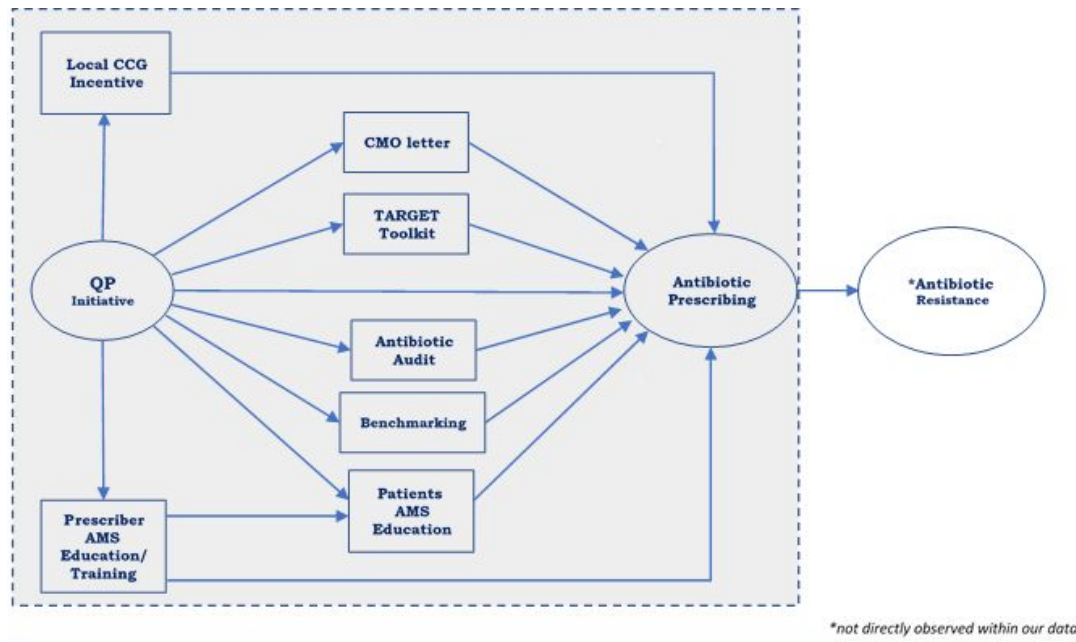 Local CCG
Incentive
CMO letter
TARGET
Toolkit
QP
Initiative
Antibiotic
Prescribing
*Antibiotic
Resistance
Antibiotic
Audit
Benchmarking
Patients
AMS
Education
Prescriber
AMS
Education/
Training
*not directly observed within our data